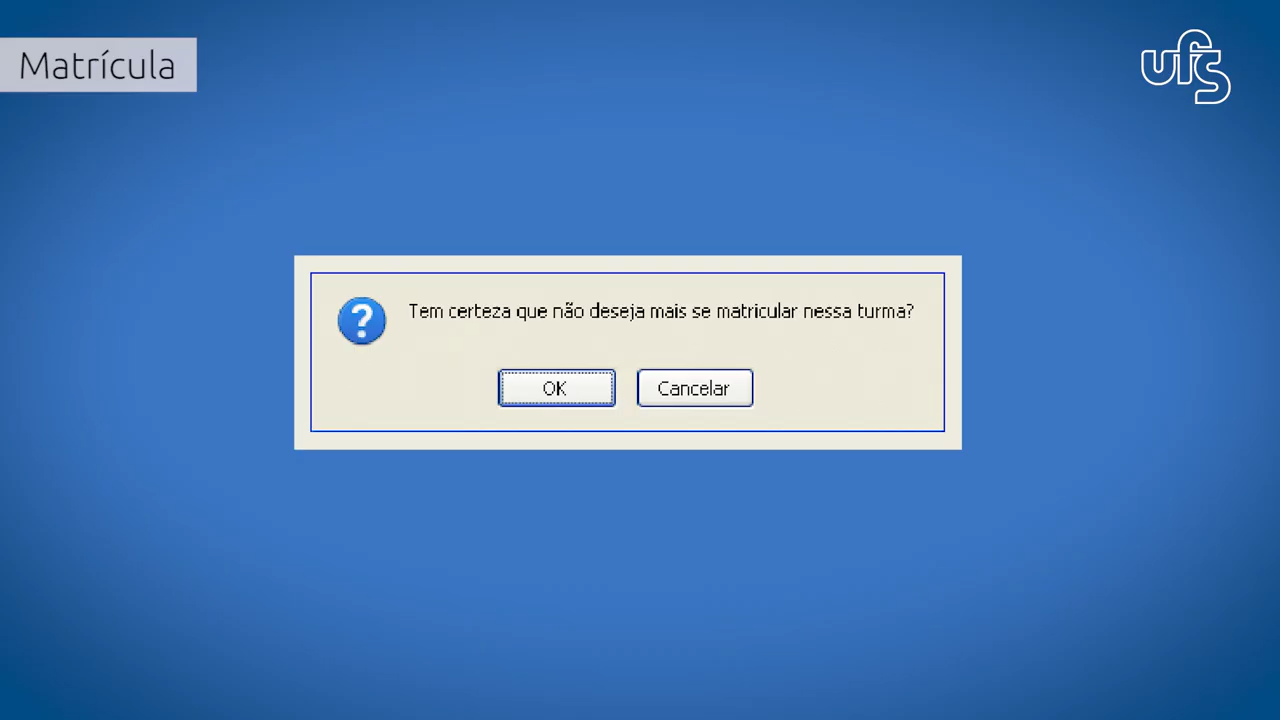 Matrícula
ufs
Tem certeza que não deseja mais se matricular nessa turma?
OK
Cancelar